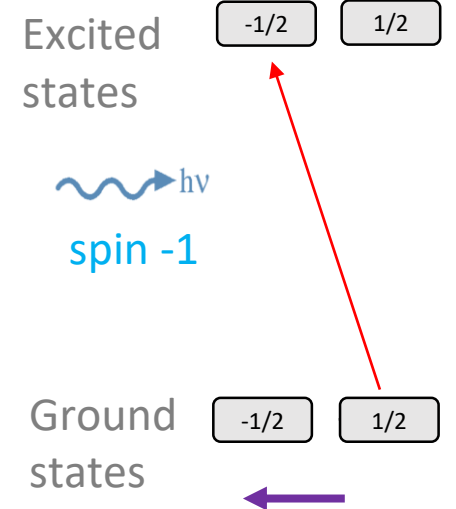 Excited
states
-1/2
1/2
hν
spin -1
Ground
states
-1/2
1/2